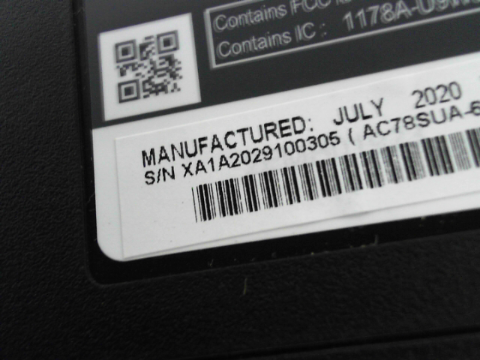 Contains FCC
Contains IC : 1178A-
MANUFACTURED: JULY 2020
S/N XA1A2029100305 ( AC78SUA-